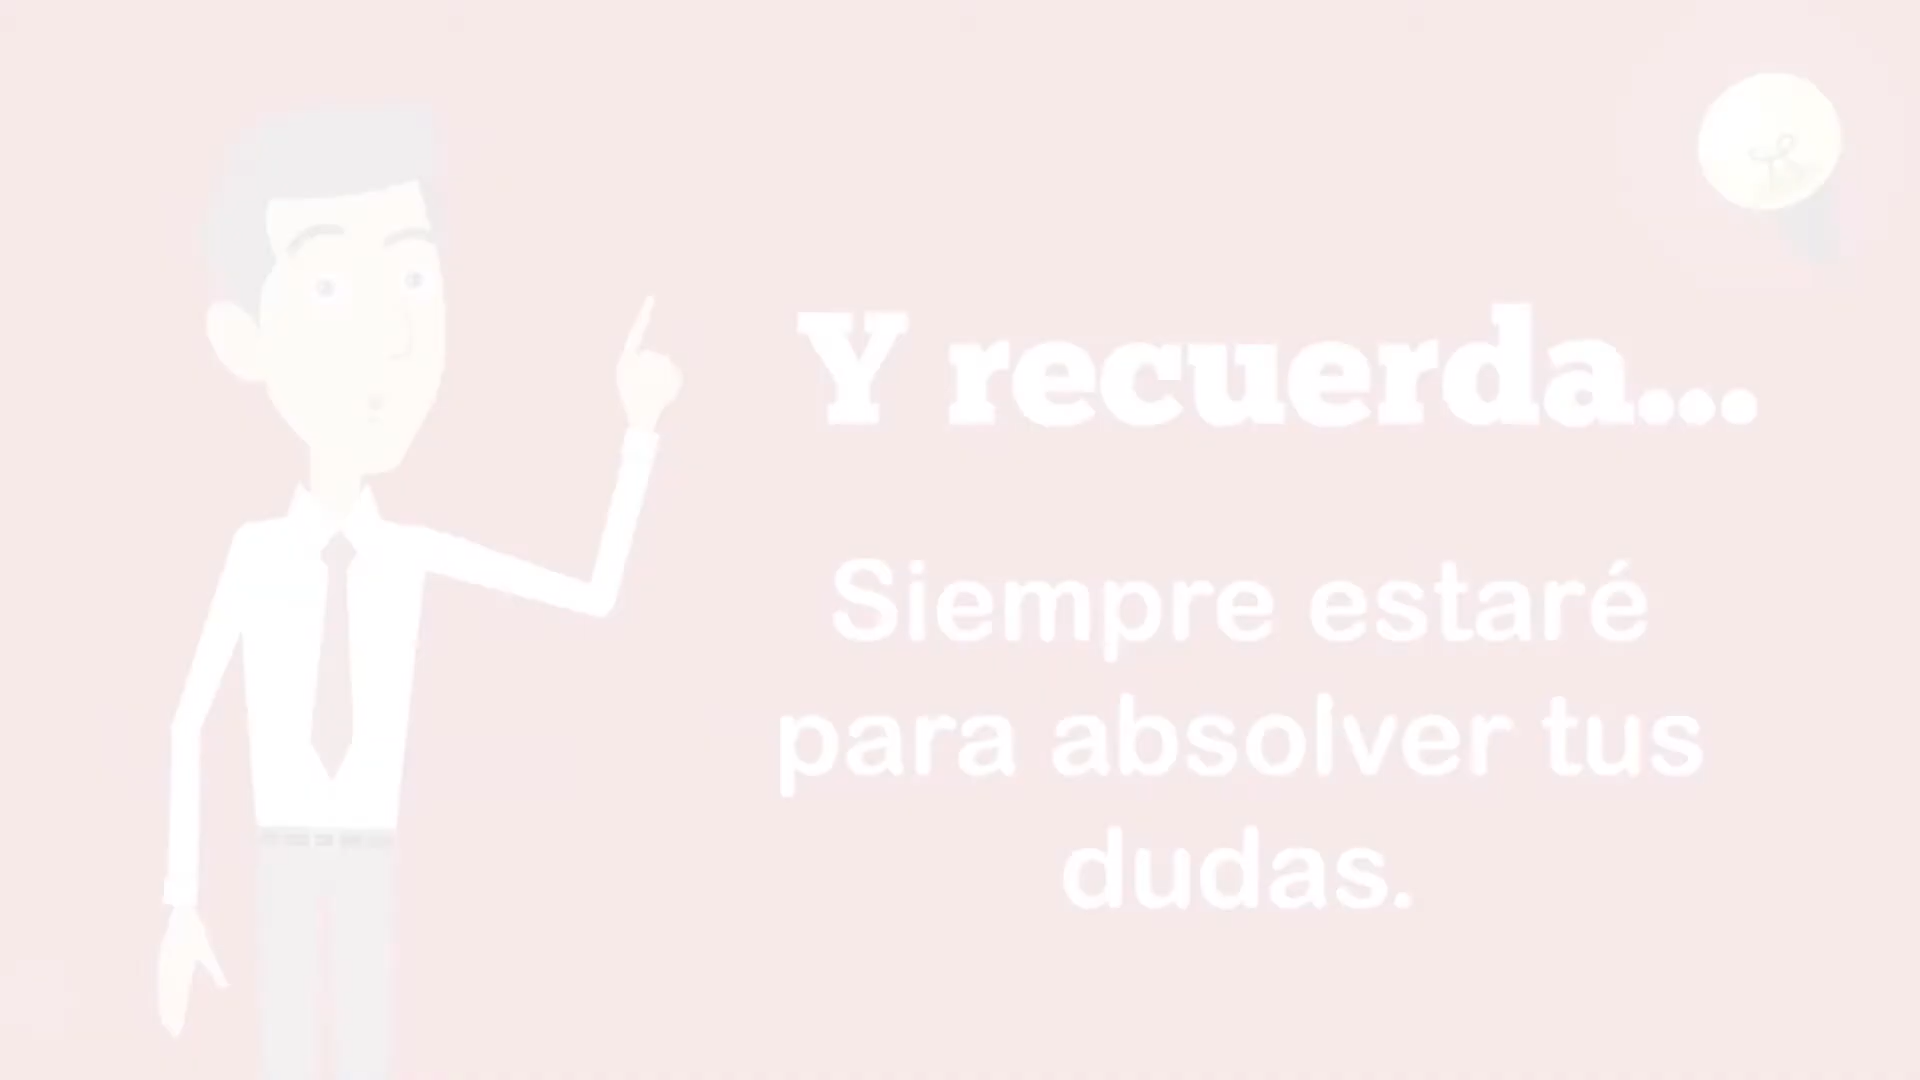 Y recuerda...
Siempre estaré
para absolver tus
dudas.